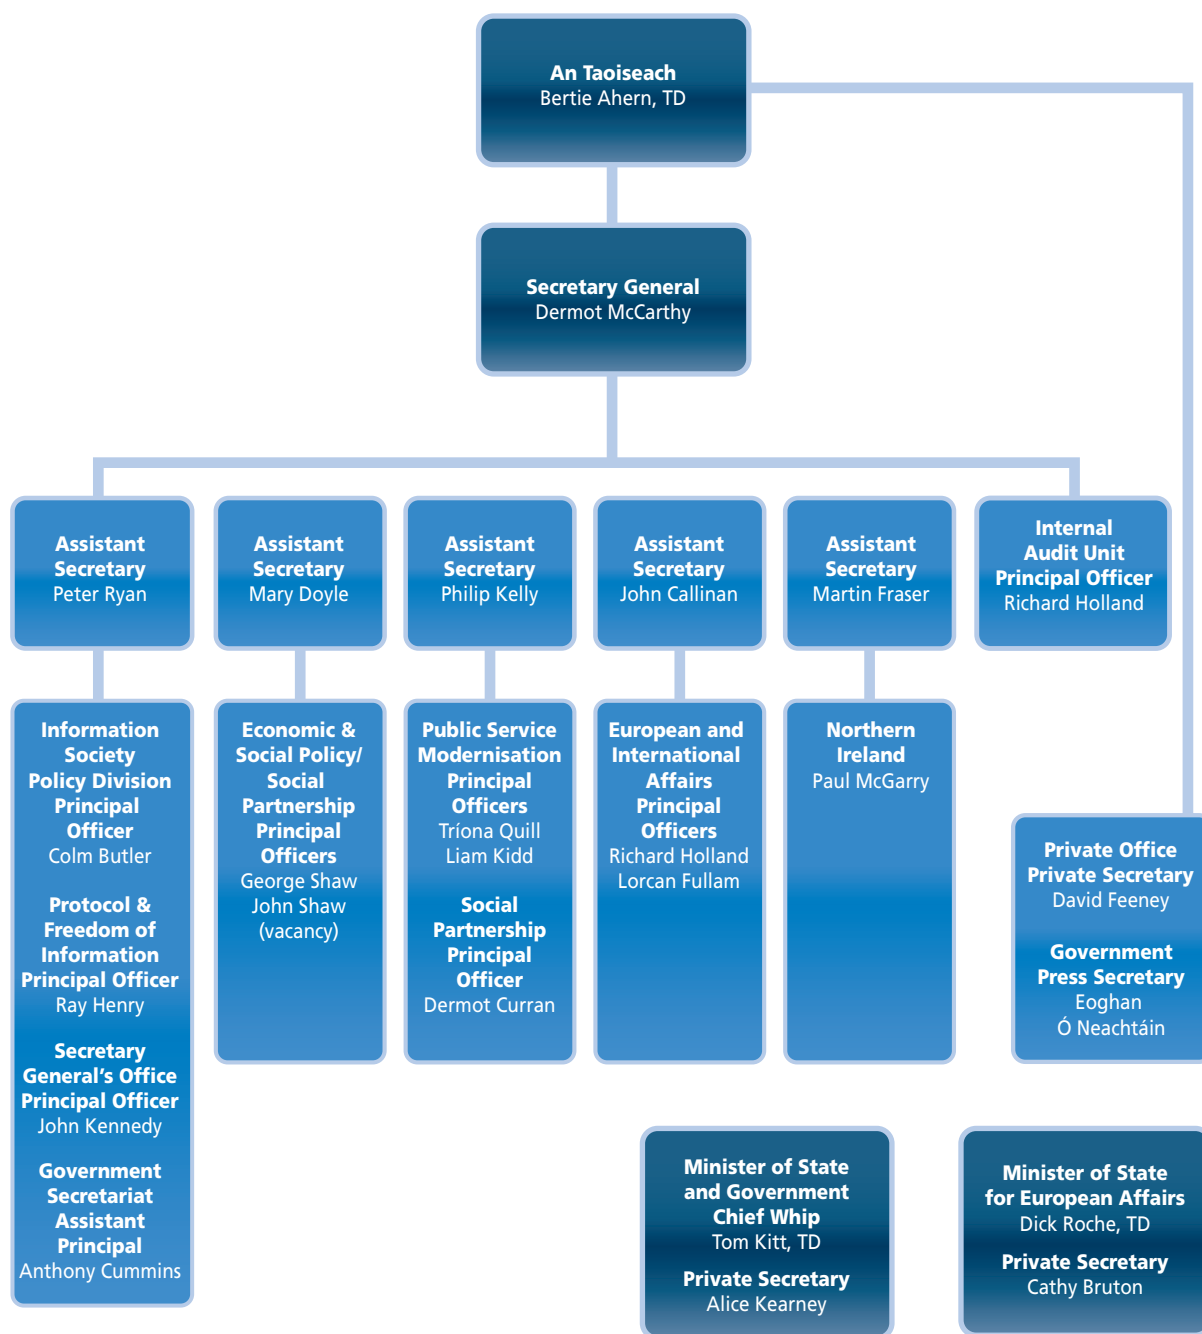 An Taoiseach
Bertie Ahern, TD
Secretary General
Dermot McCarthy
Assistant
Secretary
Peter Ryan
Assistant
Secretary
Mary Doyle
Assistant
Secretary
Philip Kelly
Assistant
Secretary
John Callinan
Assistant
Secretary
Martin Fraser
Internal
Audit Unit
Principal Officer
Richard Holland
Information
Society
Policy Division
Principal
Officer
Colm Butler
Protocol &
Freedom of
Information
Principal Officer
Ray Henry
Secretary
General’s Office
Principal Officer
John Kennedy
Government
Secretariat
Assistant
Principal
Anthony Cummins
Economic &
Social Policy/
Social
Partnership
Principal
Officers
George Shaw
John Shaw
(vacancy)
Public Service
Modernisation
Principal
Officers
Tríona Quill
Liam Kidd
Social
Partnership
Principal
Officer
Dermot Curran
European and
International
Affairs
Principal
Officers
Richard Holland
Lorcan Fullam
Northern
Ireland
Paul McGarry
Private Office
Private Secretary
David Feeney
Government
Press Secretary
Eoghan
Ó Neachtáin
Minister of State
and Government
Chief Whip
Tom Kitt, TD
Private Secretary
Alice Kearney
Minister of State
for European Affairs
Dick Roche, TD
Private Secretary
Cathy Bruton